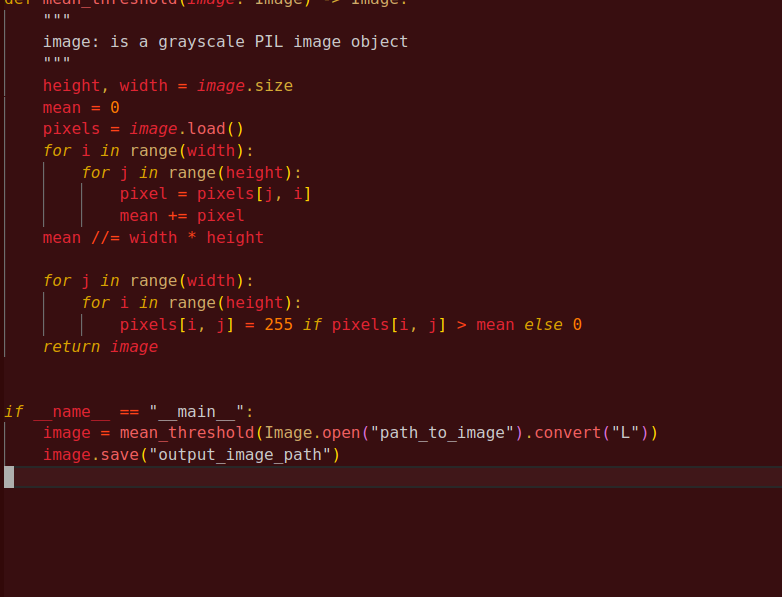 def mean_threshold(image: Image) -> Image:
"""
image: is a grayscale PIL image object
"""
height, width = image.size
mean = 0
pixels = image.load()
for i in range(width):
for j in range(height):
pixel = pixels[j, i]
mean += pixel
mean //= width * height
for j in range(width):
for i in range(height):
pixels[i, j] = 255 if pixels[i, j] > mean else 0
return image
if __name__ == "__main__":
image = mean_threshold(Image.open("path_to_image").convert("L"))
image.save("output_image_path")